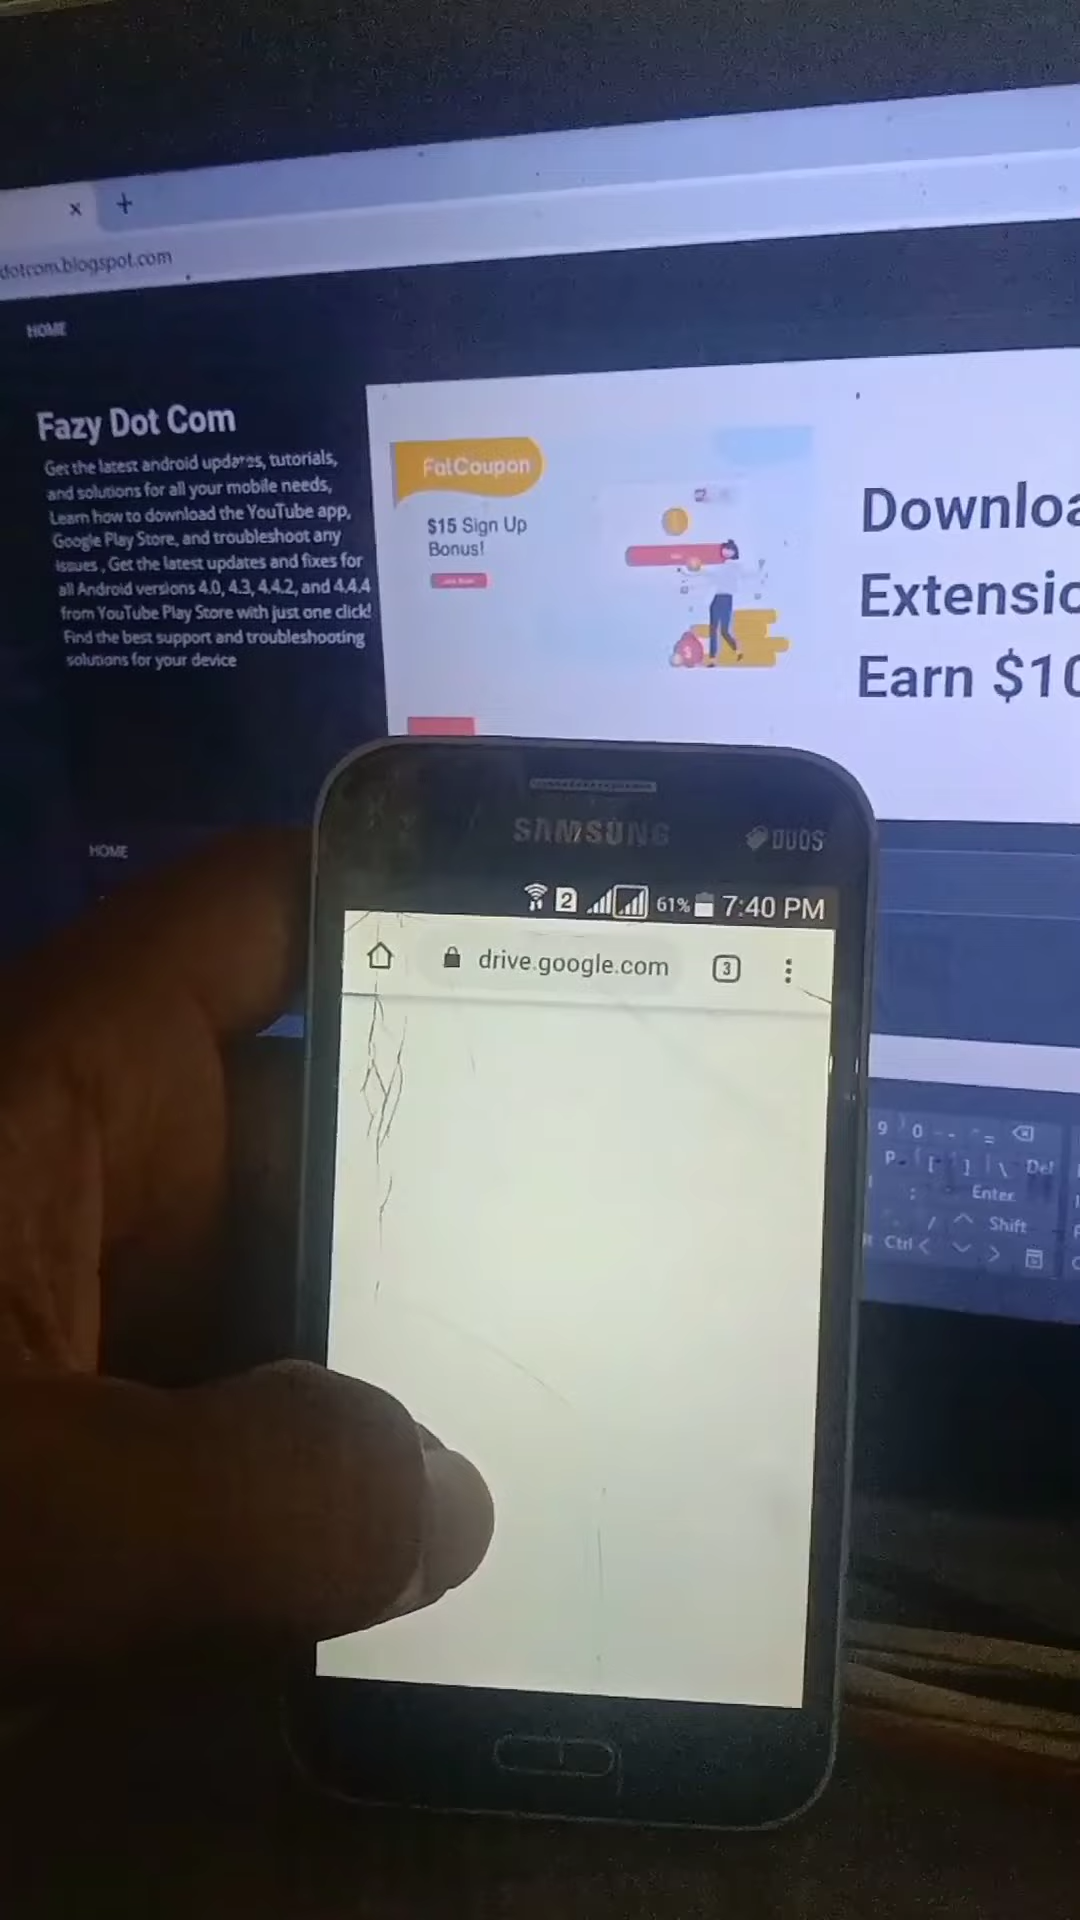 × +
dotcom.blogspot.com
HOME
Fazy Dot Com
Get the latest android updates, tutorials,
and solutions for all your mobile needs,
Learn how to download the YouTube app,
Google Play Store, and troubleshoot any
issues , Get the latest updates and fixes for
all Android versions 4.0, 4.3, 4.4.2, and 4.4.4
from YouTube Play Store with just one click!
Find the best support and troubleshooting
solutions for your device
FatCoupon
$15 Sign Up
Bonus!
Downloa
Extensio
Earn $10
HOME
SAMSUNG DUOS
2 61% 7:40 PM
drive.google.com 3
9 0 - =
P [ ] \ Del
; Enter
/ ^ Shift
Ctrl